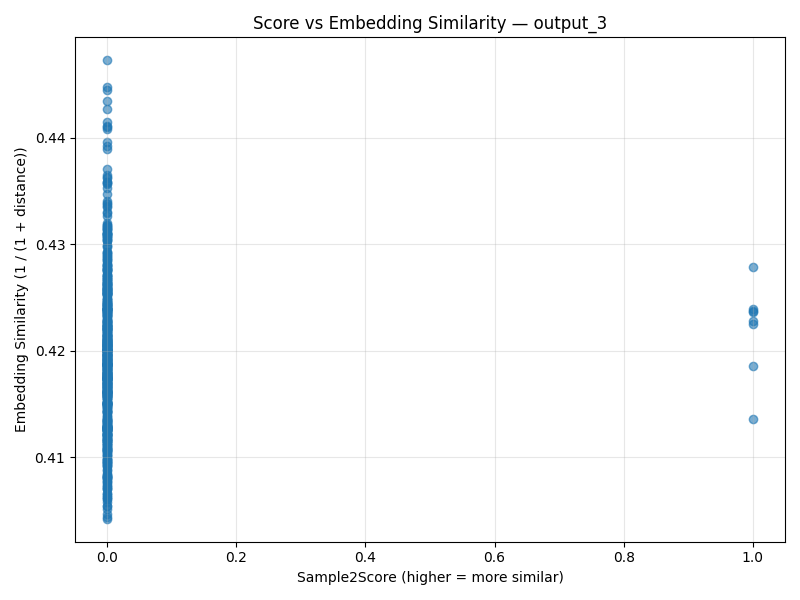 Score vs Embedding Similarity — output_3
Embedding Similarity (1 / (1 + distance))
0.44
0.43
0.42
0.41
0.0 0.2 0.4 0.6 0.8 1.0
Sample2Score (higher = more similar)